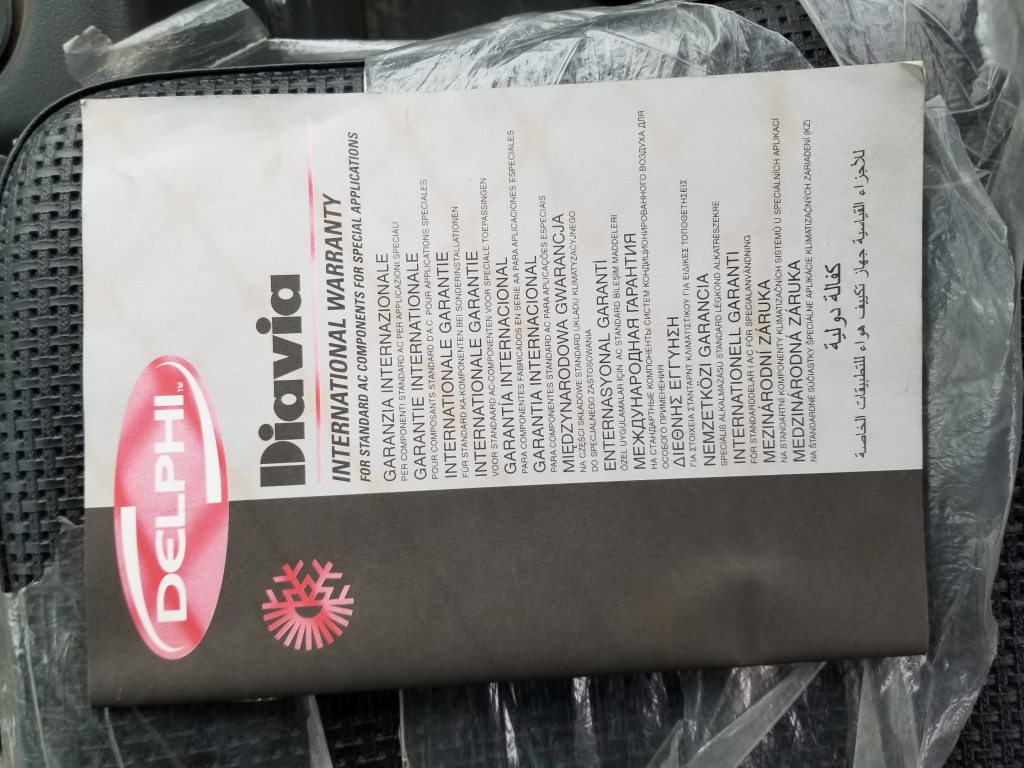 DELPHI™
Diavia
INTERNATIONAL WARRANTY
FOR STANDARD AC COMPONENTS FOR SPECIAL APPLICATIONS
GARANZIA INTERNAZIONALE
PER COMPONENTI STANDARD AC PER APPLICAZIONI SPECIALI
GARANTIE INTERNATIONALE
POUR COMPOSANTS STANDARD D'A.C. POUR APPLICATIONS SPECIALES
INTERNATIONALE GARANTIE
FÜR STANDARD KA-KOMPONENTEN BEI SONDERINSTALLATIONEN
INTERNATIONALE GARANTIE
VOOR STANDAARD AC-COMPONENTEN VOOR SPECIALE TOEPASSINGEN
GARANTIA INTERNACIONAL
PARA COMPONENTES FABRICADOS EN SERIE AA PARA APLICACIONES ESPECIALES
GARANTIA INTERNACIONAL
PARA COMPONENTES STANDARD AC PARA APLICAÇÕES ESPECIAIS
MIĘDZYNARODOWA GWARANCJA
NA CZĘŚCI SKŁADOWE STANDARD UKŁADU KLIMATYZACYJNEGO
DO SPECJALNEGO ZASTOSOWANIA
ENTERNASYONAL GARANTİ
ÖZEL UYGULAMALAR İÇİN AC STANDARD BİLESİM MADDELERİ
МЕЖДУНАРОДНАЯ ГАРАНТИЯ
НА СТАНДАРТНЫЕ КОМПОНЕНТЫ СИСТЕМ КОНДИЦИОНИРОВАННОГО ВОЗДУХА ДЛЯ
ОСОБОГО ПРИМЕНЕНИЯ
ΔΙΕΘΝΗΣ ΕΓΓΥΗΣΗ
ΓΙΑ ΣΤΟΙΧΕΙΑ ΣΤΑΝΤΑΡΝΤ ΚΛΙΜΑΤΙΣΤΙΚΟΥ ΓΙΑ ΕΙΔΙΚΕΣ ΤΟΠΟΘΕΤΗΣΕΙΣ
NEMZETKÖZI GARANCIA
SPECIÁLIS ALKALMAZÁSU STANDARD LÉGKOND ALKATRÉSZEKRE
INTERNATIONELL GARANTI
FÖR STANDARDDELAR I A/C FÖR SPECIALANVÄNDNING
MEZINÁRODNÍ ZÁRUKA
NA STANDARTNÍ KOMPONENTY KLIMATIZAČNÍCH SISTÉMŮ U SPECIÁLNÍCH APLIKACÍ
MEDZINÁRODNÁ ZÁRUKA
NA ŠTANDARDNÉ SÚČIASTKY ŠPECIÁLNE APLIKÁCIE KLIMATIZAČNÝCH ZARIADENÍ (KZ)
كفالة دولية
للأجزاء القياسية جهاز تكييف هواء للتطبيقات الخاصة